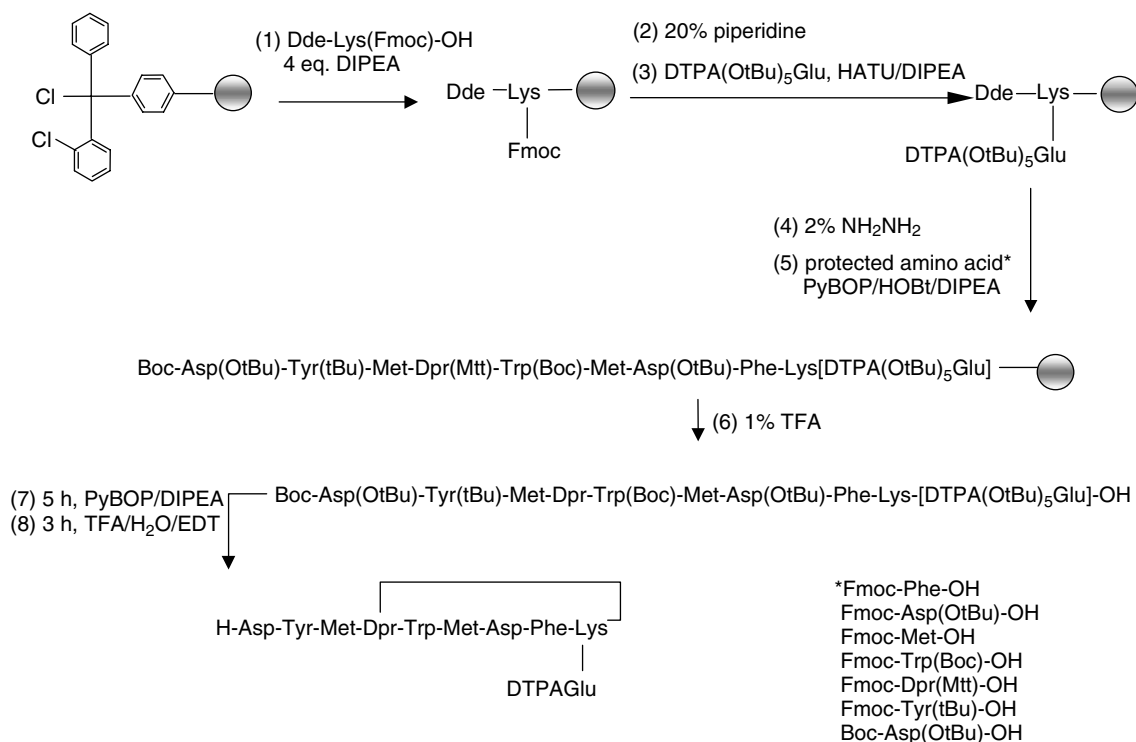 Cl
Cl
(1) Dde-Lys(Fmoc)-OH
4 eq. DIPEA
Dde –Lys
Fmoc
(2) 20% piperidine
(3) DTPA(OtBu)₅Glu, HATU/DIPEA
Dde–Lys
DTPA(OtBu)₅Glu
(4) 2% NH₂NH₂
(5) protected amino acid*
PyBOP/HOBt/DIPEA
Boc-Asp(OtBu)-Tyr(tBu)-Met-Dpr(Mtt)-Trp(Boc)-Met-Asp(OtBu)-Phe-Lys[DTPA(OtBu)₅Glu]
(6) 1% TFA
(7) 5 h, PyBOP/DIPEA
(8) 3 h, TFA/H₂O/EDT
Boc-Asp(OtBu)-Tyr(tBu)-Met-Dpr-Trp(Boc)-Met-Asp(OtBu)-Phe-Lys-[DTPA(OtBu)₅Glu]-OH
H-Asp-Tyr-Met-Dpr-Trp-Met-Asp-Phe-Lys
DTPAGlu
*Fmoc-Phe-OH
Fmoc-Asp(OtBu)-OH
Fmoc-Met-OH
Fmoc-Trp(Boc)-OH
Fmoc-Dpr(Mtt)-OH
Fmoc-Tyr(tBu)-OH
Boc-Asp(OtBu)-OH